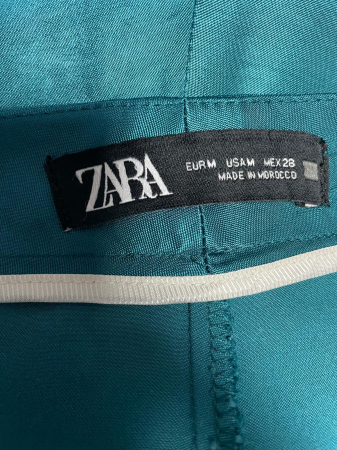 ZARA
EUR M USA M MEX 28
MADE IN MOROCCO